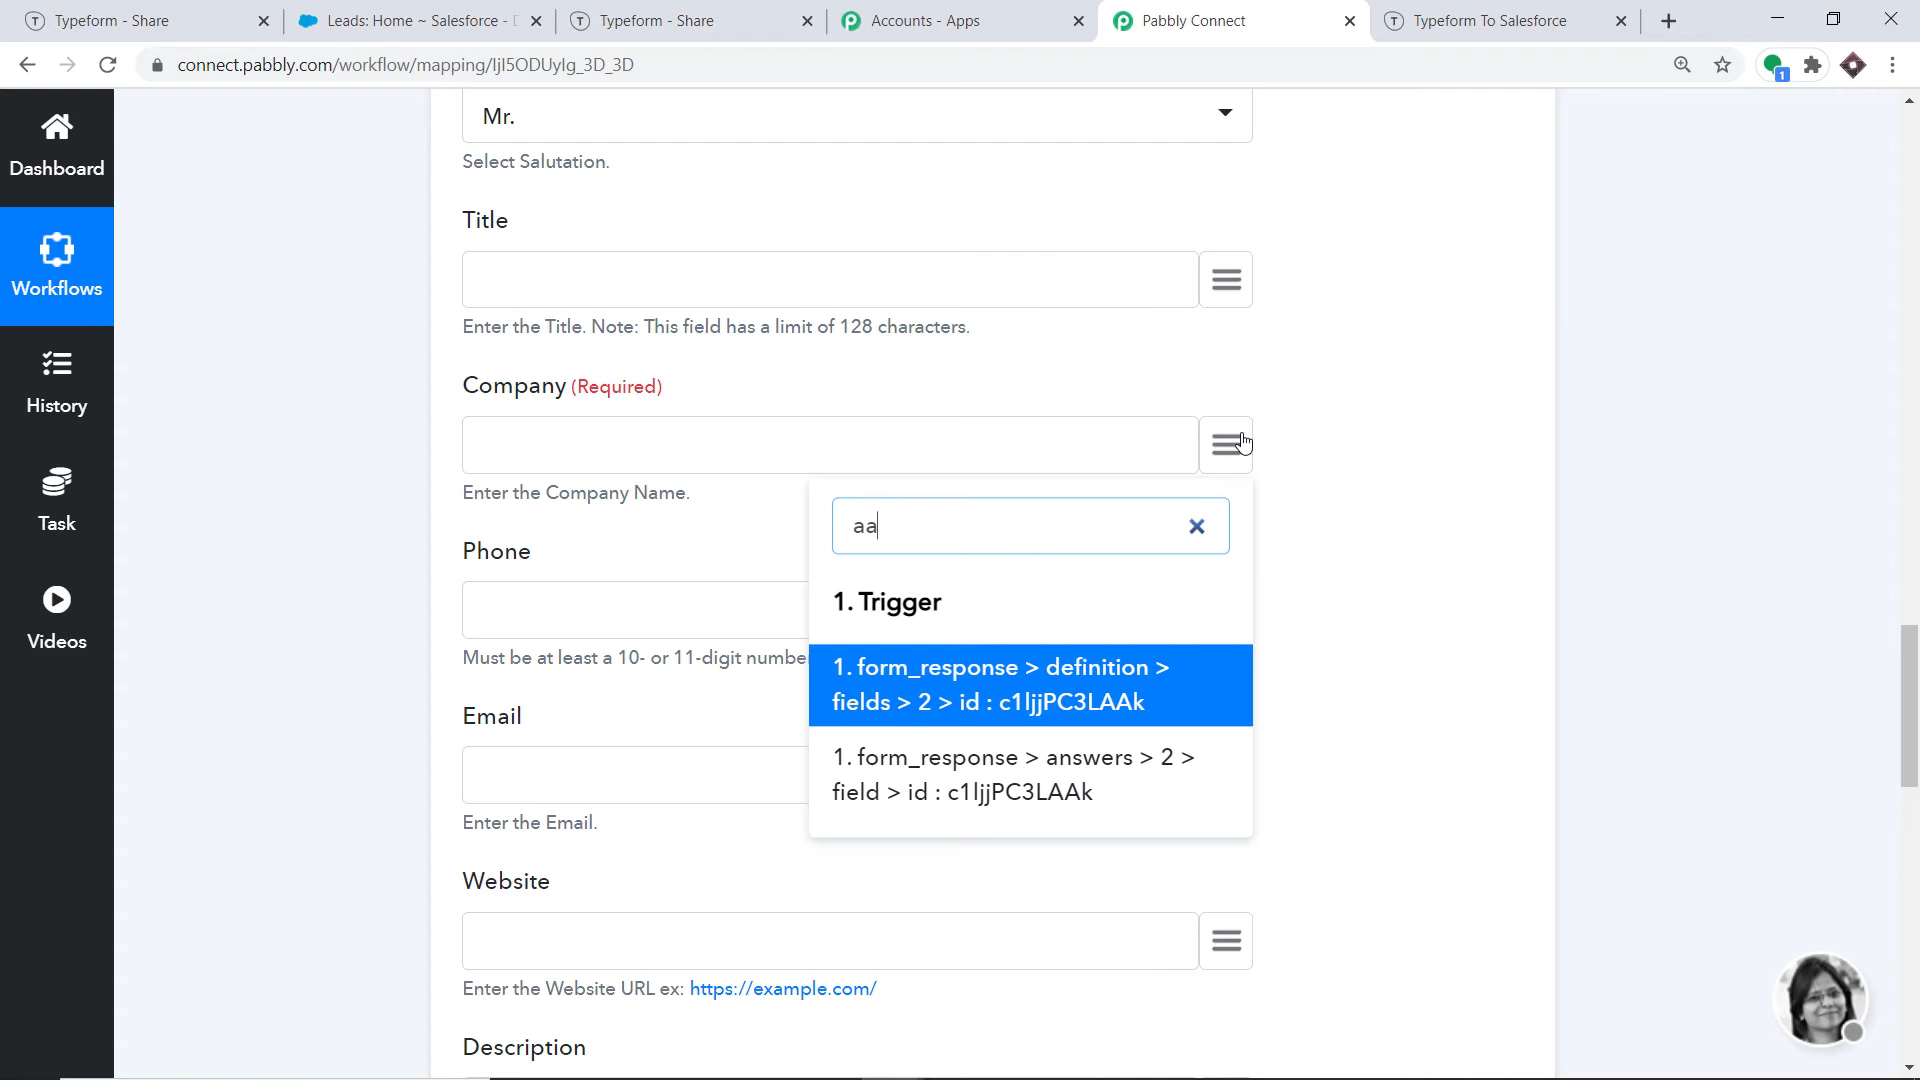 Typeform - Share
Leads: Home ~ Salesforce -
Typeform - Share
Accounts - Apps
Pabbly Connect
Typeform To Salesforce
connect.pabbly.com/workflow/mapping/IjI5ODUyIg_3D_3D
1
Dashboard
Workflows
History
Task
Videos
Mr.
Select Salutation.
Title
Enter the Title. Note: This field has a limit of 128 characters.
Company (Required)
Enter the Company Name.
aa
1. Trigger
1. form_response > definition >
fields > 2 > id : c1ljjPC3LAAk
1. form_response > answers > 2 >
field > id : c1ljjPC3LAAk
Phone
Must be at least a 10- or 11-digit numbe
Email
Enter the Email.
Website
Enter the Website URL ex: https://example.com/
Description